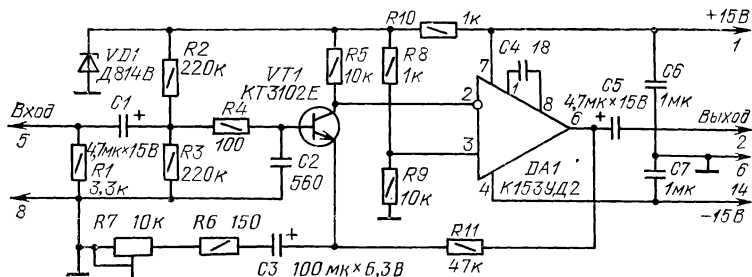 R10 1к
+15В
1
VD1
Д814В
R2
220к
R5
10к
R8
1к
7
C4 18
1
8
C6
1мк
VT1
КТ3102Е
C5
4,7мк×15В
Вход
5
C1
+
4,7мк×15В
R4
100
2
6
+
Выход
2
R1
3,3к
R3
220к
C2
560
3
R9
10к
4
DA1
К153УД2
C7
1мк
6
14
-15В
8
R7 10к
R6 150
+
C3 100мк×6,3В
R11
47к